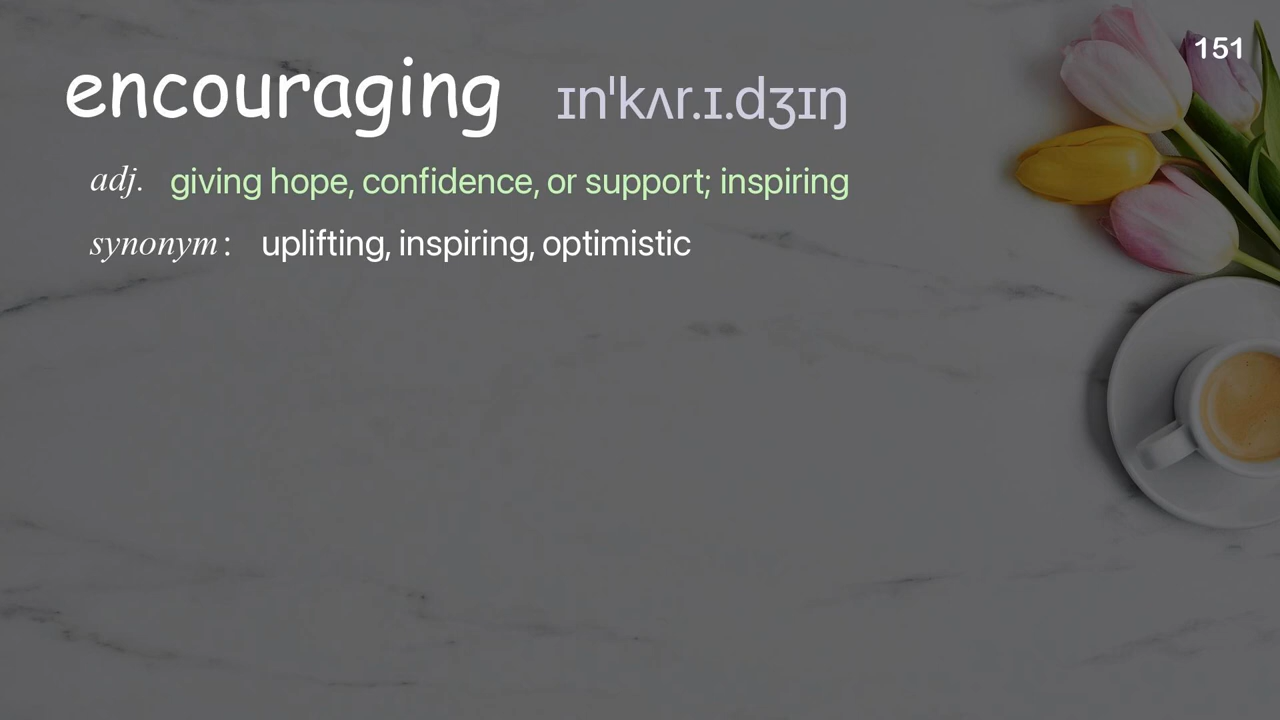 151
encouraging ɪnˈkʌr.ɪ.dʒɪŋ
adj. giving hope, confidence, or support; inspiring
synonym: uplifting, inspiring, optimistic